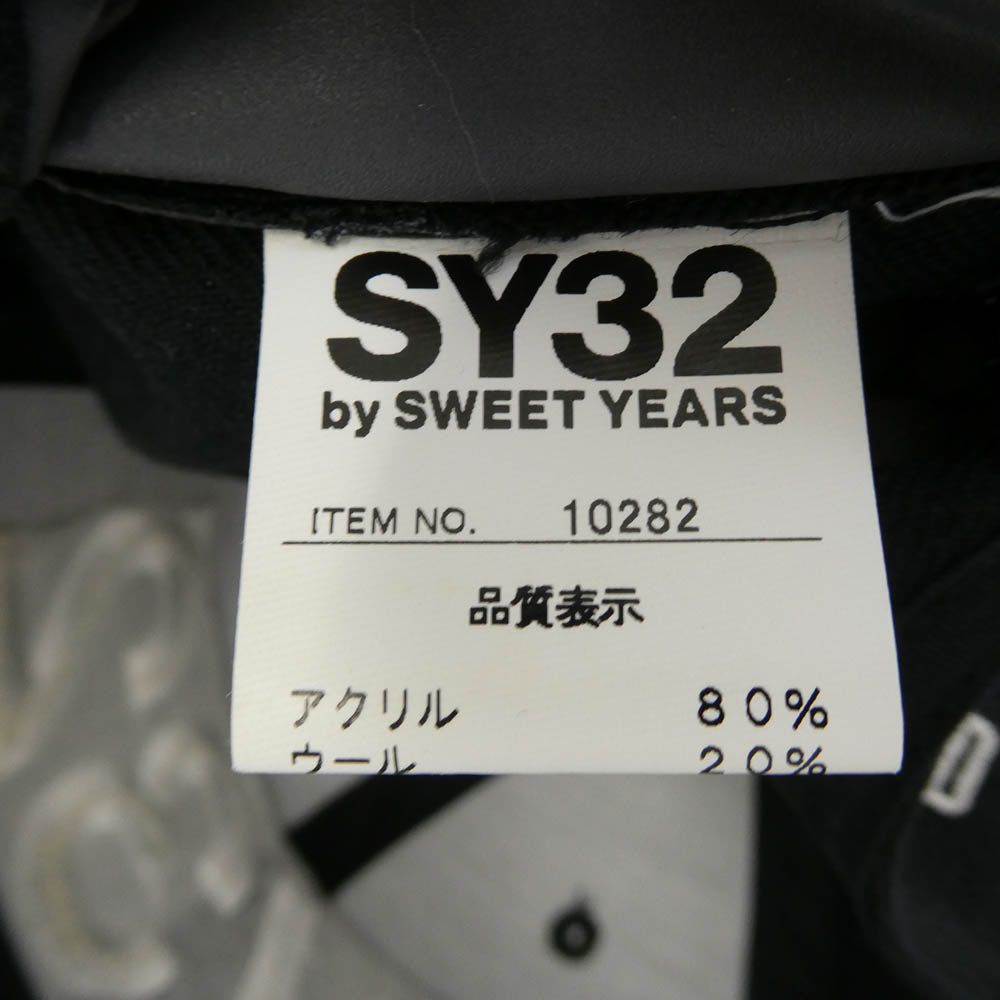 SY32
by SWEET YEARS
ITEM NO. 10282
品質表示
アクリル 80%
ウール 20%